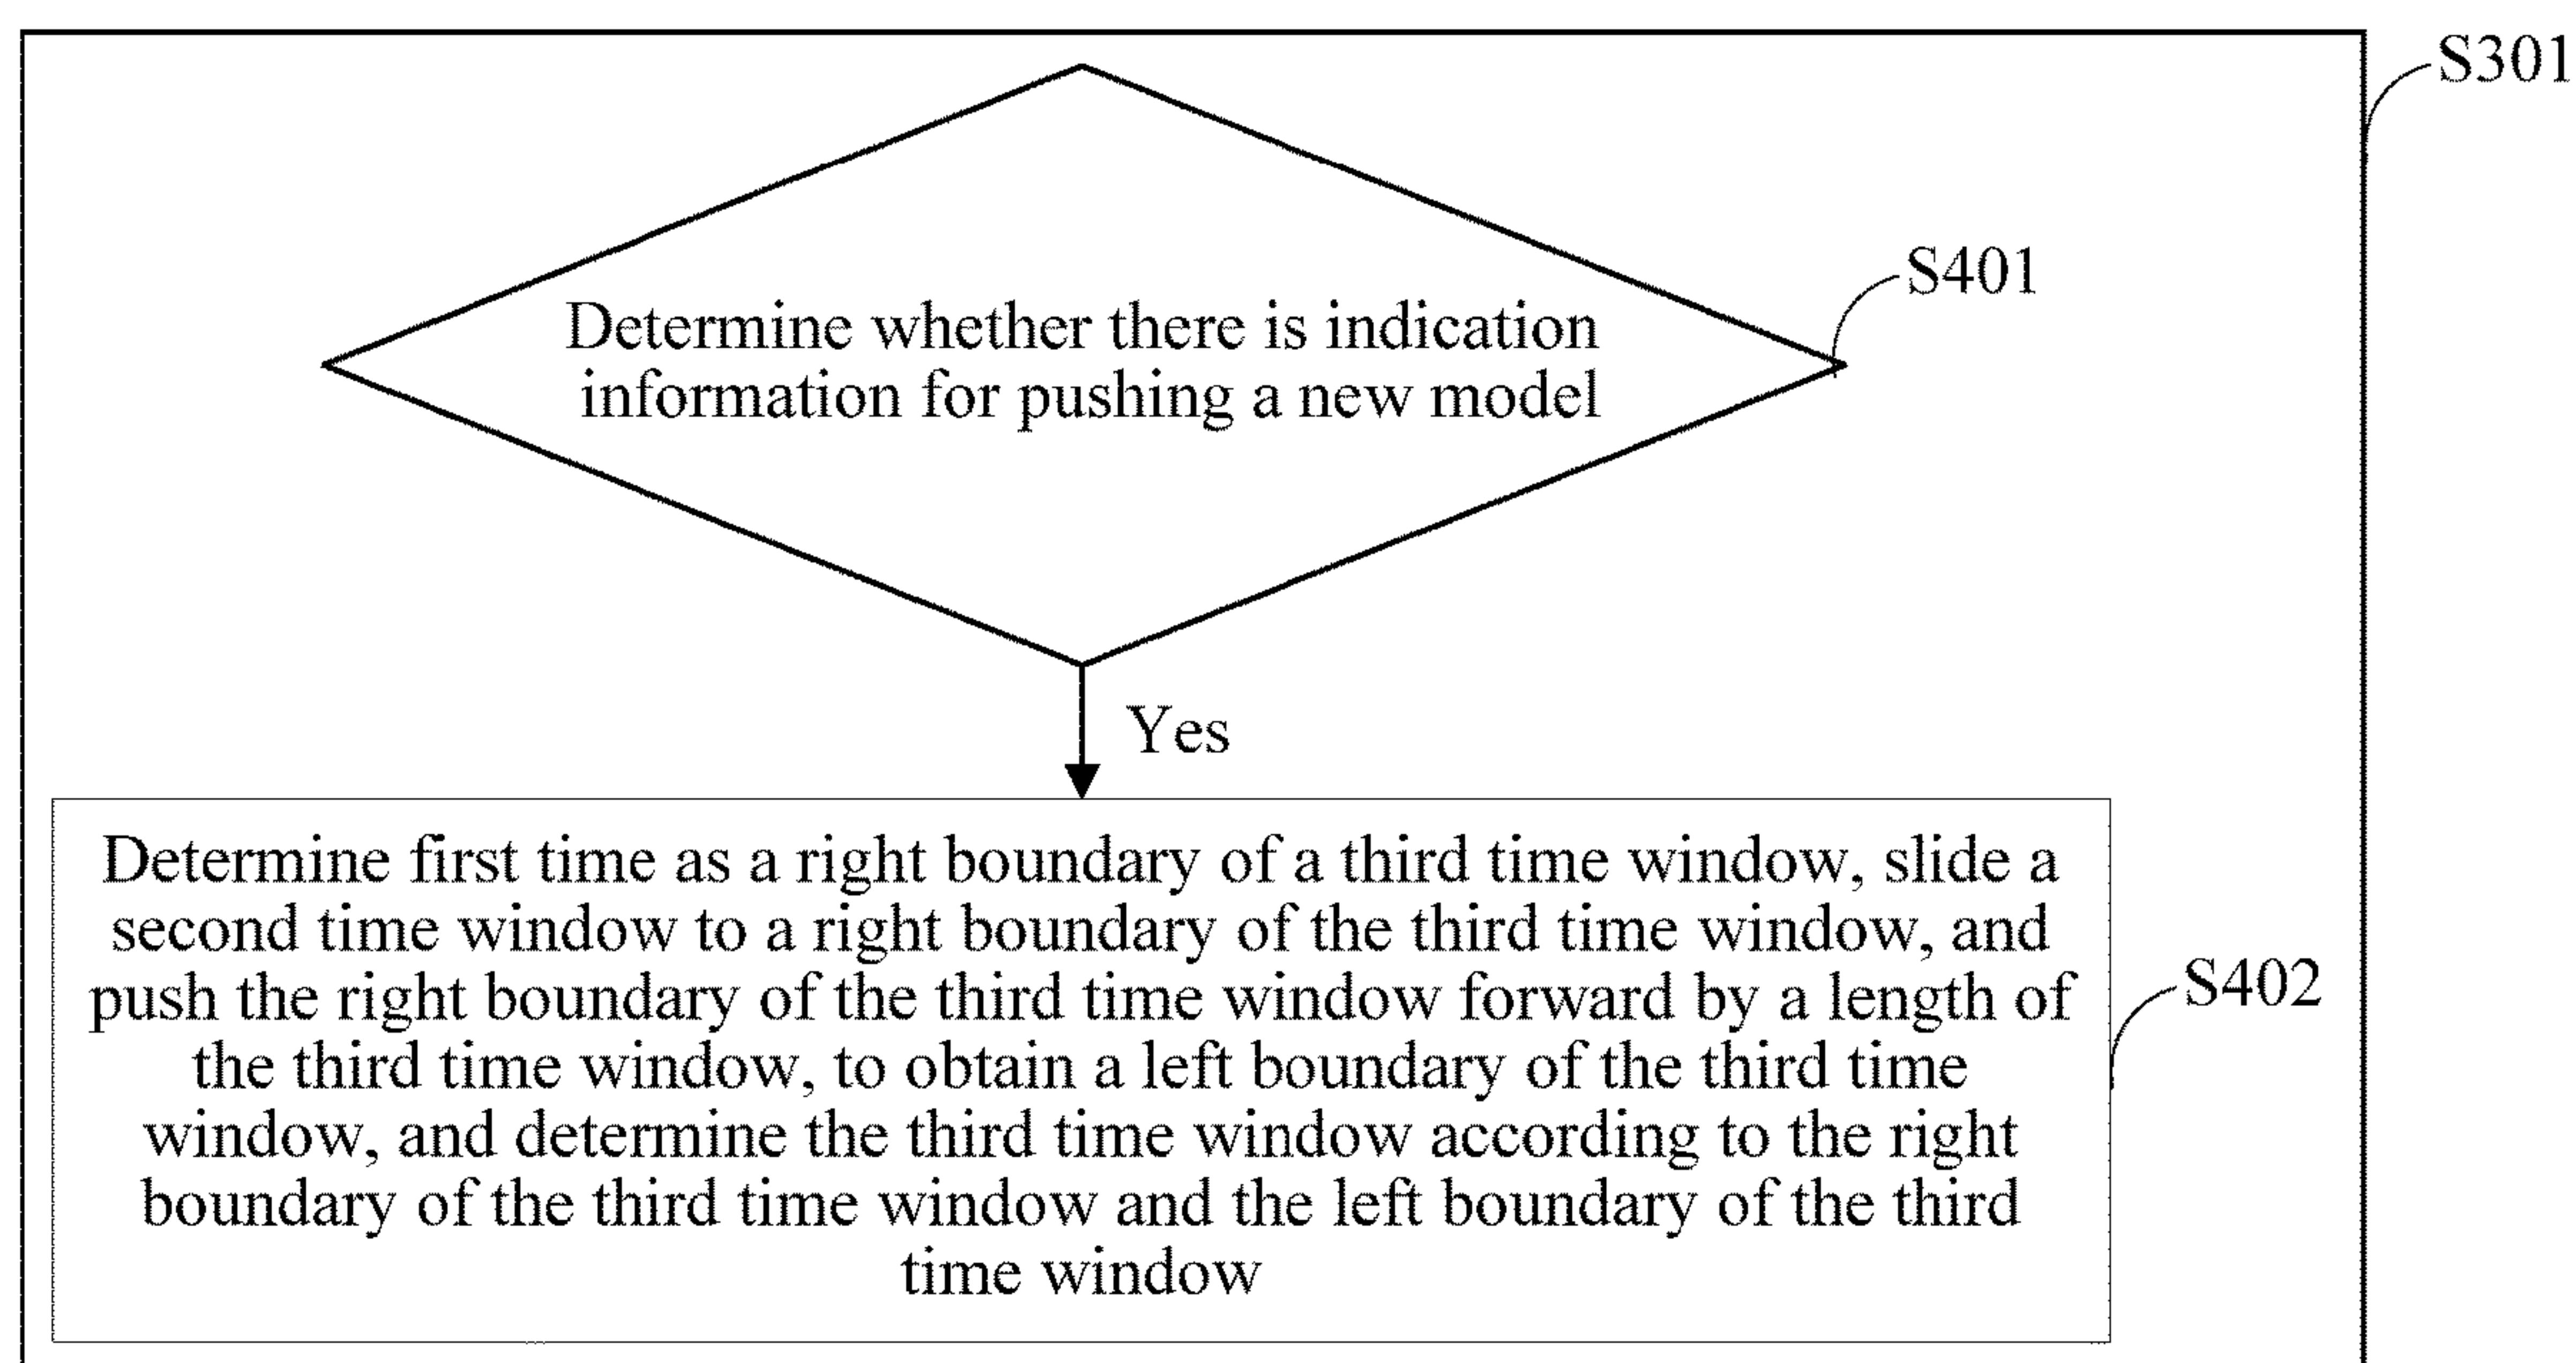 S301
S401
Determine whether there is indication
information for pushing a new model
Yes
Determine first time as a right boundary of a third time window, slide a
second time window to a right boundary of the third time window, and
push the right boundary of the third time window forward by a length of
the third time window, to obtain a left boundary of the third time
window, and determine the third time window according to the right
boundary of the third time window and the left boundary of the third
time window
S402